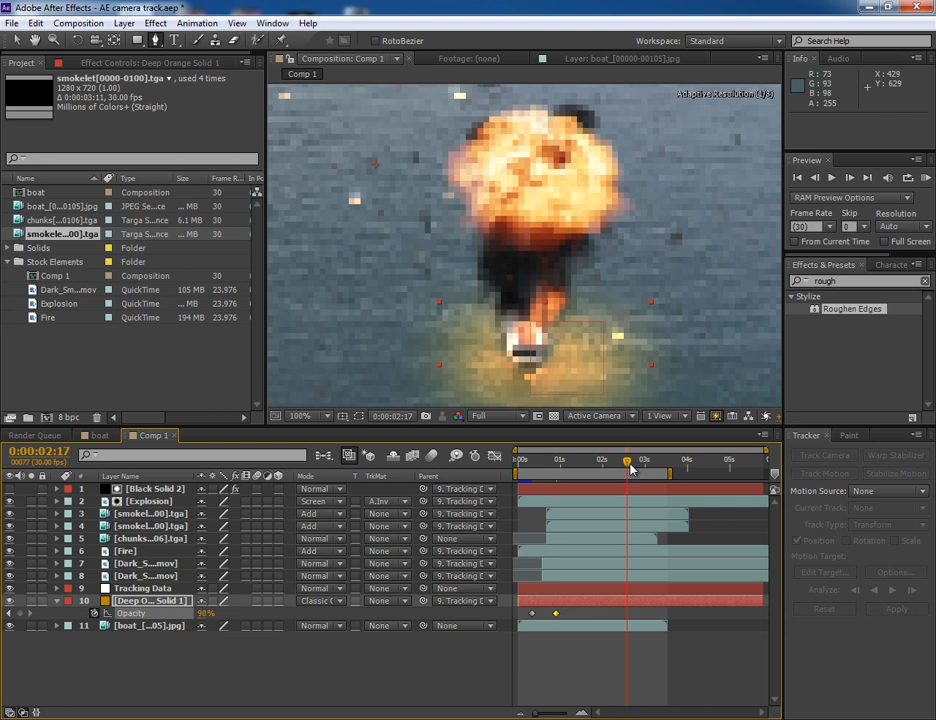 Adobe After Effects - AE camera track.aep *
File Edit Composition Layer Effect Animation View Window Help
RotoBezier
Workspace: Standard
Search Help
Project
Effect Controls: Deep Orange Solid 1
smokelet[0000-0100].tga, used 4 times
1280 x 720 (1.00)
Δ 0:00:03:11, 30.00 fps
Millions of Colors+ (Straight)
Name Type Size Frame R... In Po
boat Composition 30
boat_[0...0105].jpg JPEG Se...ce ... MB 30
chunks[...0106].tga Targa S...nce 6.1 MB 30
smokele...00].tga Targa S...nce ... MB 30
Solids Folder
Stock Elements Folder
Comp 1 Composition 30
Dark_Sm...mov QuickTime 105 MB 23.976
Explosion QuickTime ... MB 23.976
Fire QuickTime 194 MB 23.976
8 bpc
Composition: Comp 1
Footage: (none)
Layer: boat_[00000-00105].jpg
Comp 1
Adaptive Resolution (1/8)
100% 0:00:02:17 Full Active Camera 1 View
Info Audio
R : 73
G : 93
B : 98
A : 255
X : 429
Y : 629
Preview
RAM Preview Options
Frame Rate Skip Resolution
(30) 0 Auto
From Current Time Full Screen
Effects & Presets Characte
rough
Stylize
Roughen Edges
Render Queue boat Comp 1
0:00:02:17
00077 (30.00 fps)
# Layer Name fx Mode T TrkMat Parent
:00s 01s 02s 03s 04s 05s
1 [Black Solid 2] Normal 9. Tracking D
2 [Explosion] Screen A.Inv 9. Tracking D
3 [smokel...00].tga Normal None 9. Tracking D
4 [smokel...00].tga Add None 9. Tracking D
5 [chunks...06].tga Normal None None
6 [Fire] Add None 9. Tracking D
7 [Dark_S....mov] Normal None 9. Tracking D
8 [Dark_S....mov] Normal None 9. Tracking D
9 Tracking Data Normal None None
10 [Deep O... Solid 1] Classic C None 9. Tracking D
Opacity 90%
11 [boat_[...05].jpg] Normal None None
Tracker Paint
Track Camera Warp Stabilizer
Track Motion Stabilize Motion
Motion Source: None
Current Track: None
Track Type: Transform
Position Rotation Scale
Motion Target:
Edit Target... Options...
Analyze:
Reset Apply